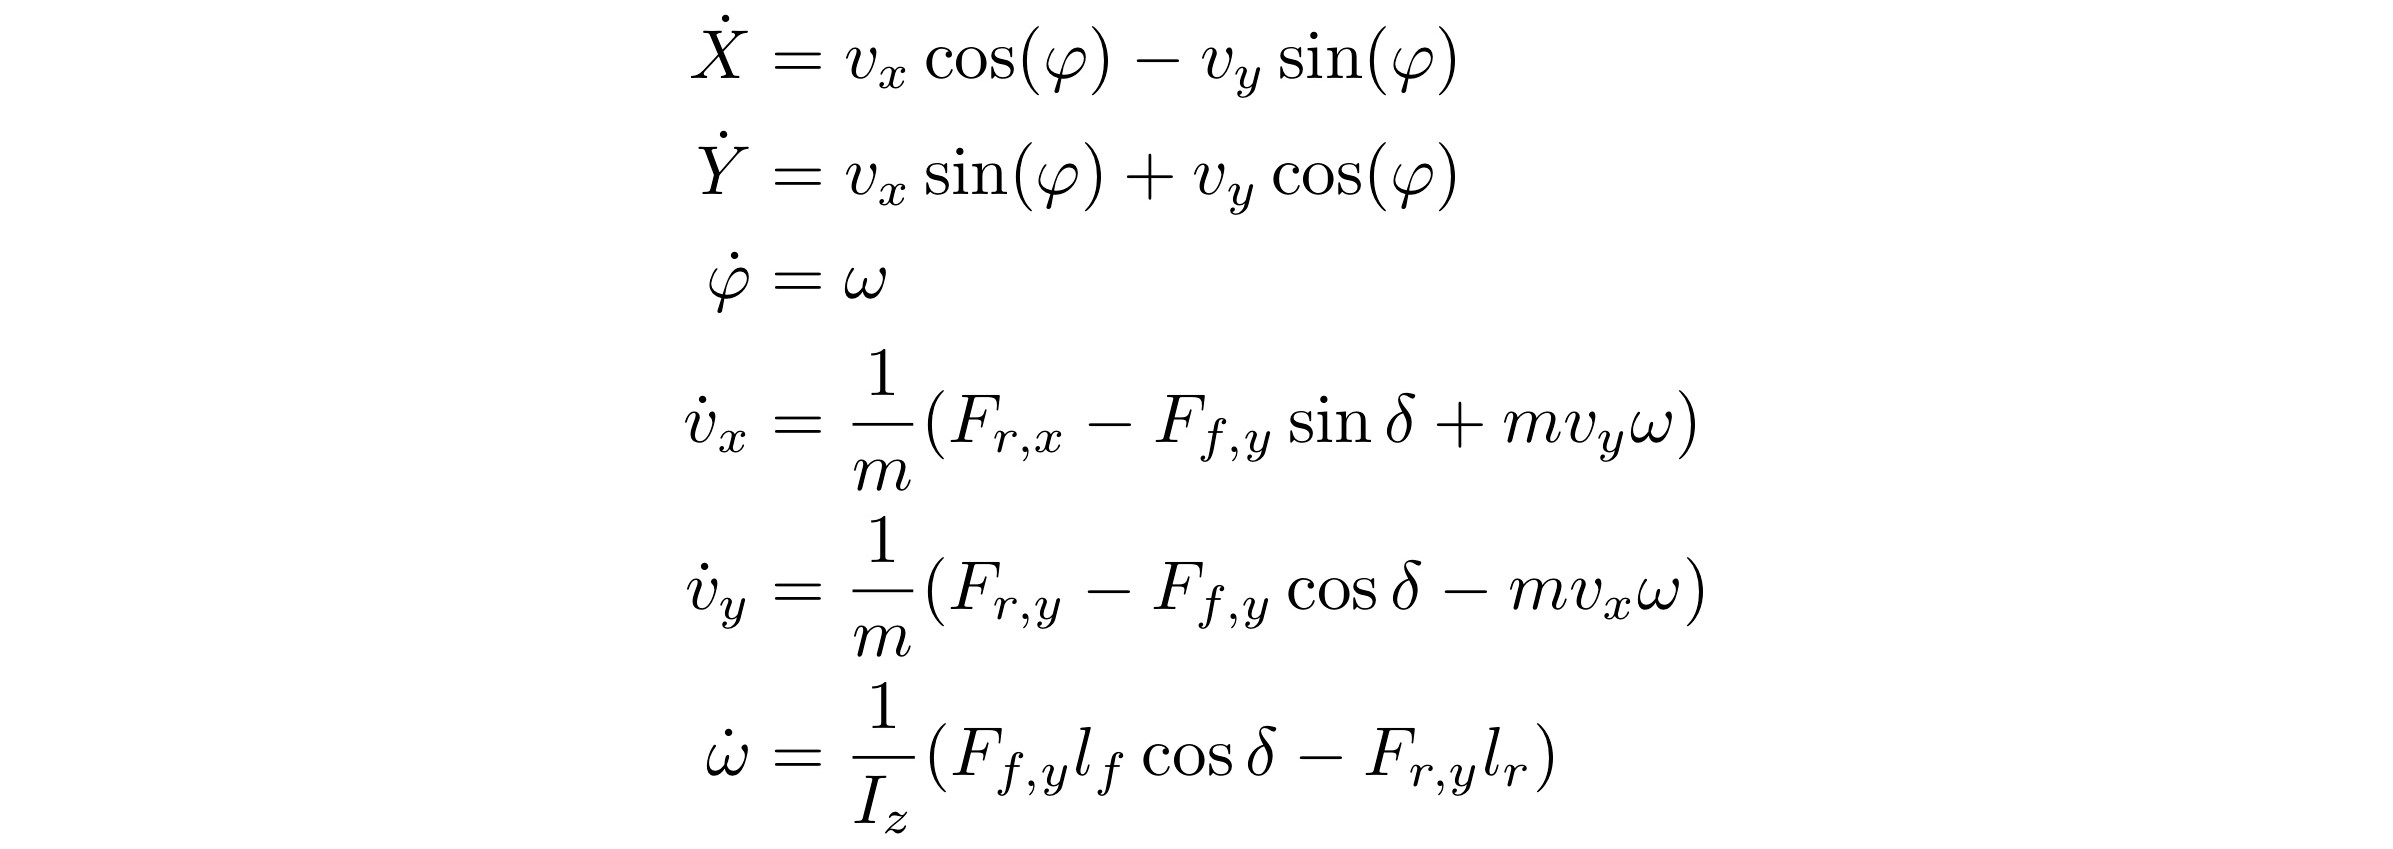 Ẋ = v_x cos(φ) − v_y sin(φ)
Ẏ = v_x sin(φ) + v_y cos(φ)
φ̇ = ω
v̇_x = 1/m (F_{r,x} − F_{f,y} sin δ + m v_y ω)
v̇_y = 1/m (F_{r,y} − F_{f,y} cos δ − m v_x ω)
ω̇ = 1/I_z (F_{f,y} l_f cos δ − F_{r,y} l_r)